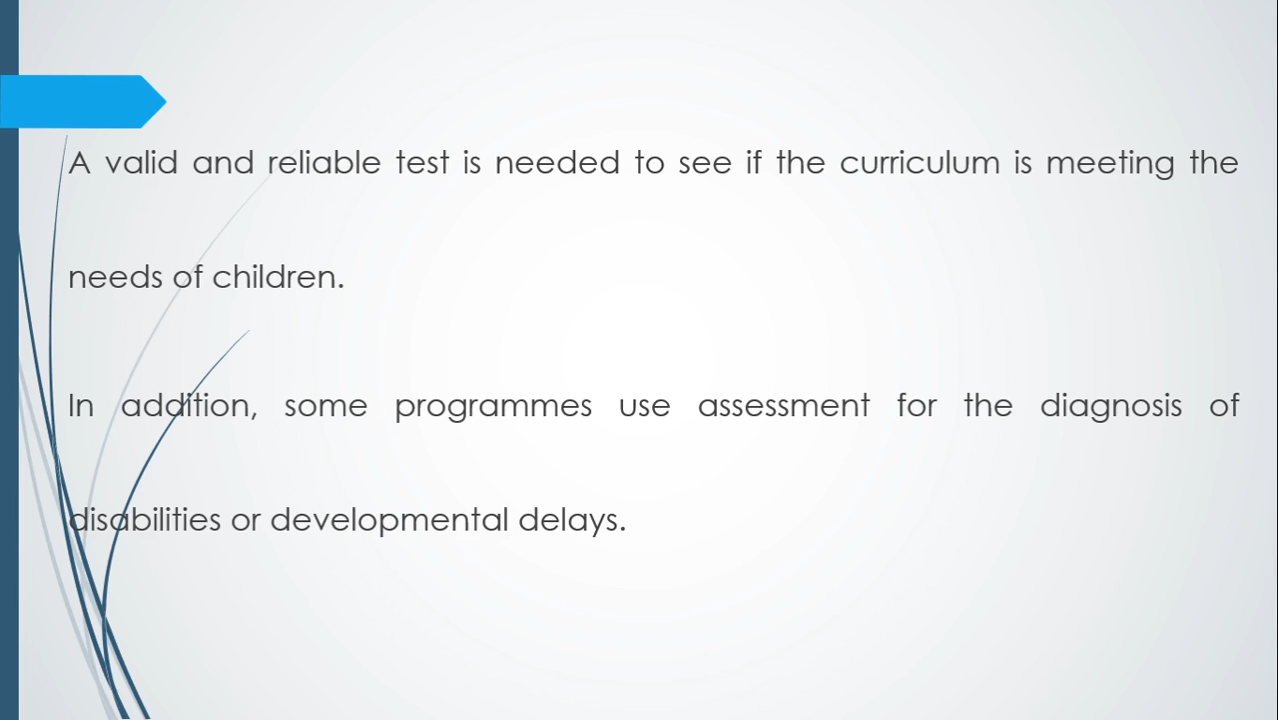 A valid and reliable test is needed to see if the curriculum is meeting the
needs of children.
In addition, some programmes use assessment for the diagnosis of
disabilities or developmental delays.